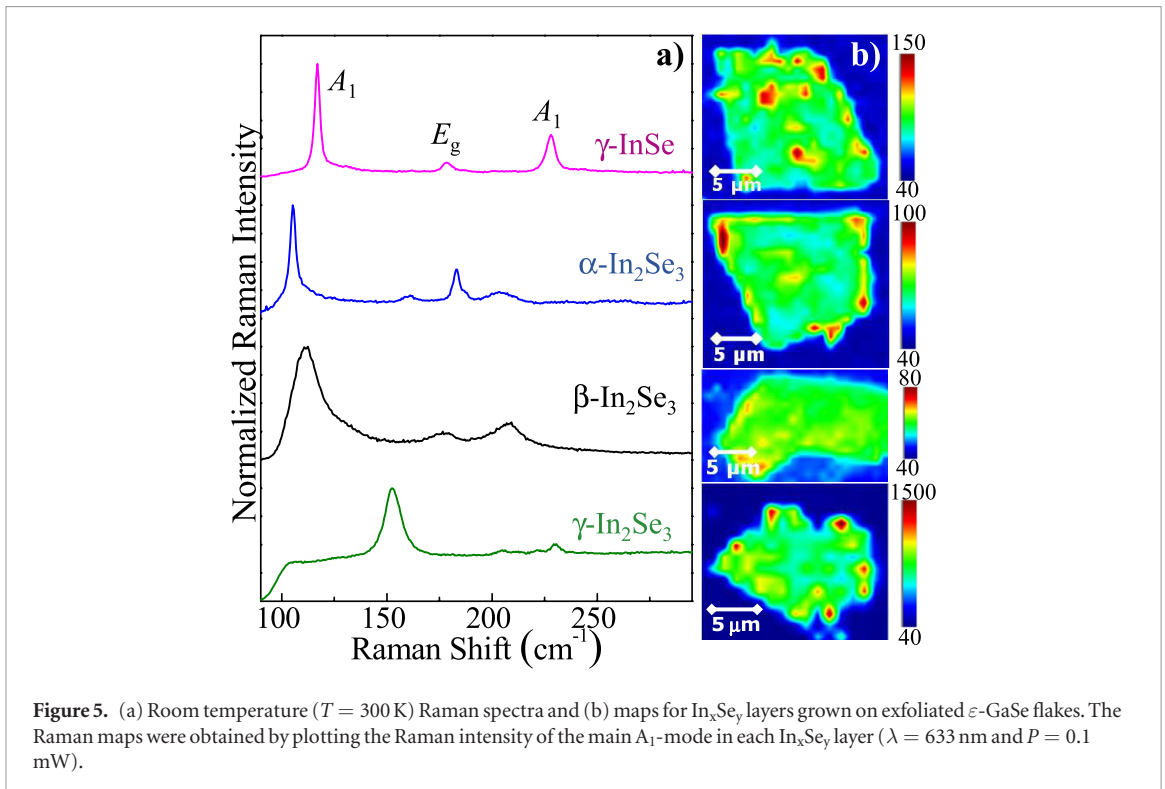 a)
b)
Normalized Raman Intensity
A₁
E_g
A₁
γ-InSe
α-In₂Se₃
β-In₂Se₃
γ-In₂Se₃
100 150 200 250
Raman Shift (cm⁻¹)
150
5 μm
40
100
5 μm
40
80
5 μm
40
1500
5 μm
40
Figure 5. (a) Room temperature (T = 300 K) Raman spectra and (b) maps for InₓSeᵧ layers grown on exfoliated ε-GaSe flakes. The
Raman maps were obtained by plotting the Raman intensity of the main A₁-mode in each InₓSeᵧ layer (λ = 633 nm and P = 0.1
mW).